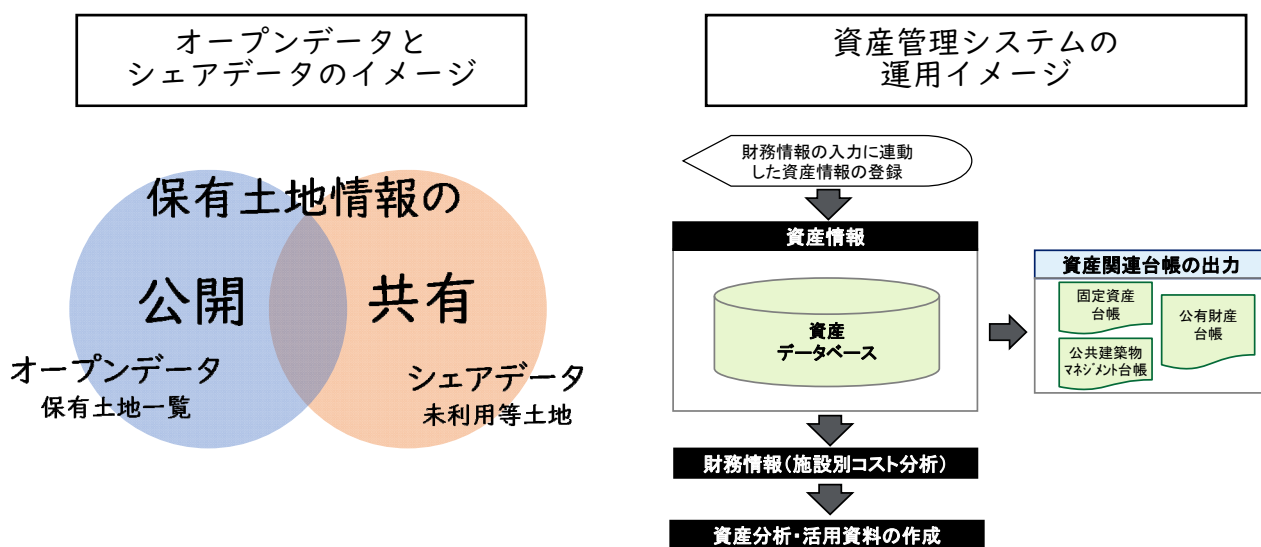 オープンデータと
シェアデータのイメージ
保有土地情報の
公開
共有
オープンデータ
保有土地一覧
シェアデータ
未利用等土地
資産管理システムの
運用イメージ
財務情報の入力に連動
した資産情報の登録
資産情報
資産
データベース
資産関連台帳の出力
固定資産
台帳
公有財産
台帳
公共建築物
マネジメント台帳
財務情報(施設別コスト分析)
資産分析・活用資料の作成